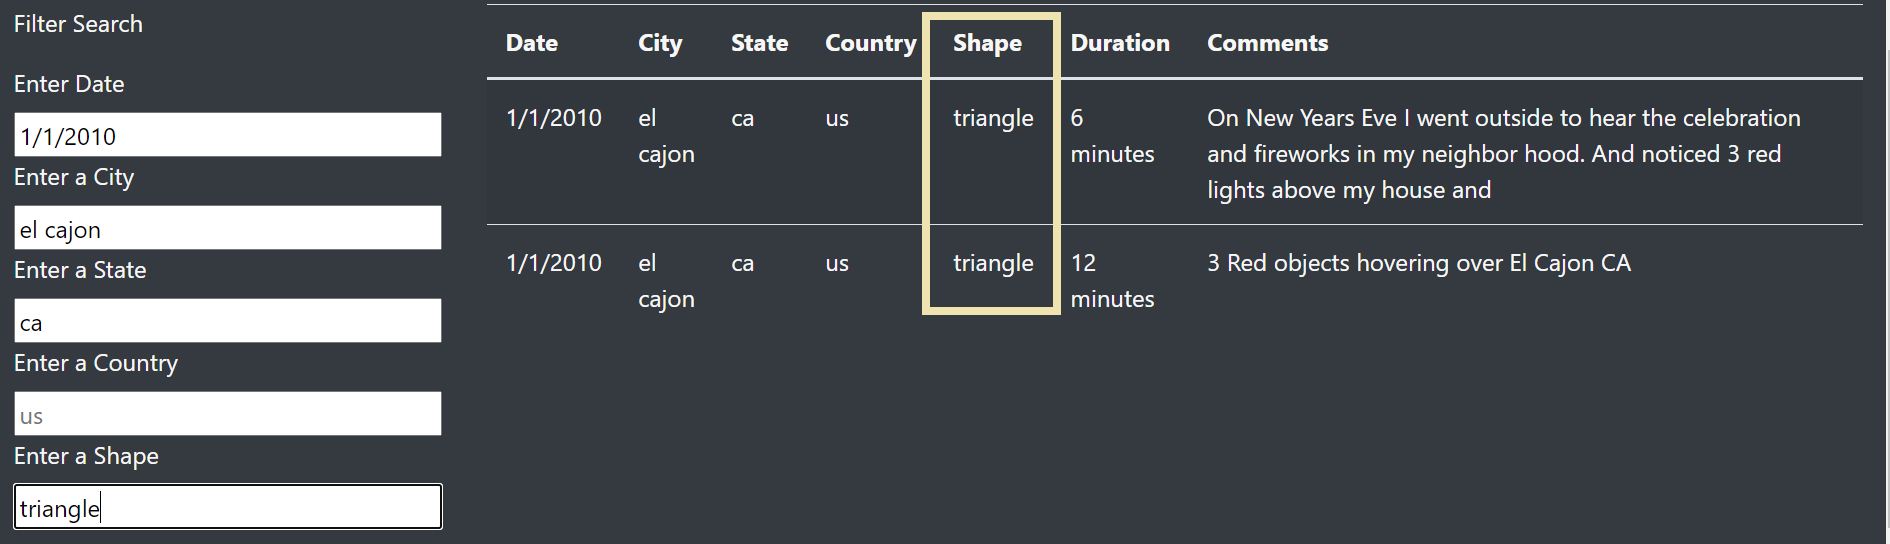 Filter Search
Enter Date
1/1/2010
Enter a City
el cajon
Enter a State
ca
Enter a Country
us
Enter a Shape
triangle
Date City State Country Shape Duration Comments
1/1/2010 el ca us triangle 6 On New Years Eve I went outside to hear the celebration
cajon minutes and fireworks in my neighbor hood. And noticed 3 red
lights above my house and
1/1/2010 el ca us triangle 12 3 Red objects hovering over El Cajon CA
cajon minutes